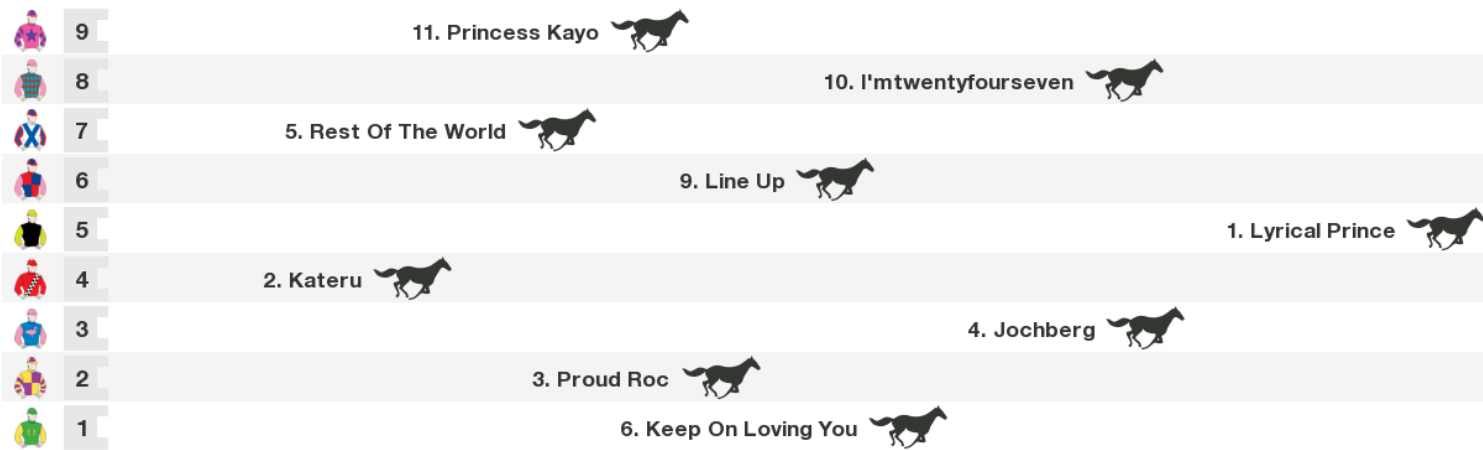 9 11. Princess Kayo
8 10. I'mtwentyfourseven
7 5. Rest Of The World
6 9. Line Up
5 1. Lyrical Prince
4 2. Kateru
3 4. Jochberg
2 3. Proud Roc
1 6. Keep On Loving You